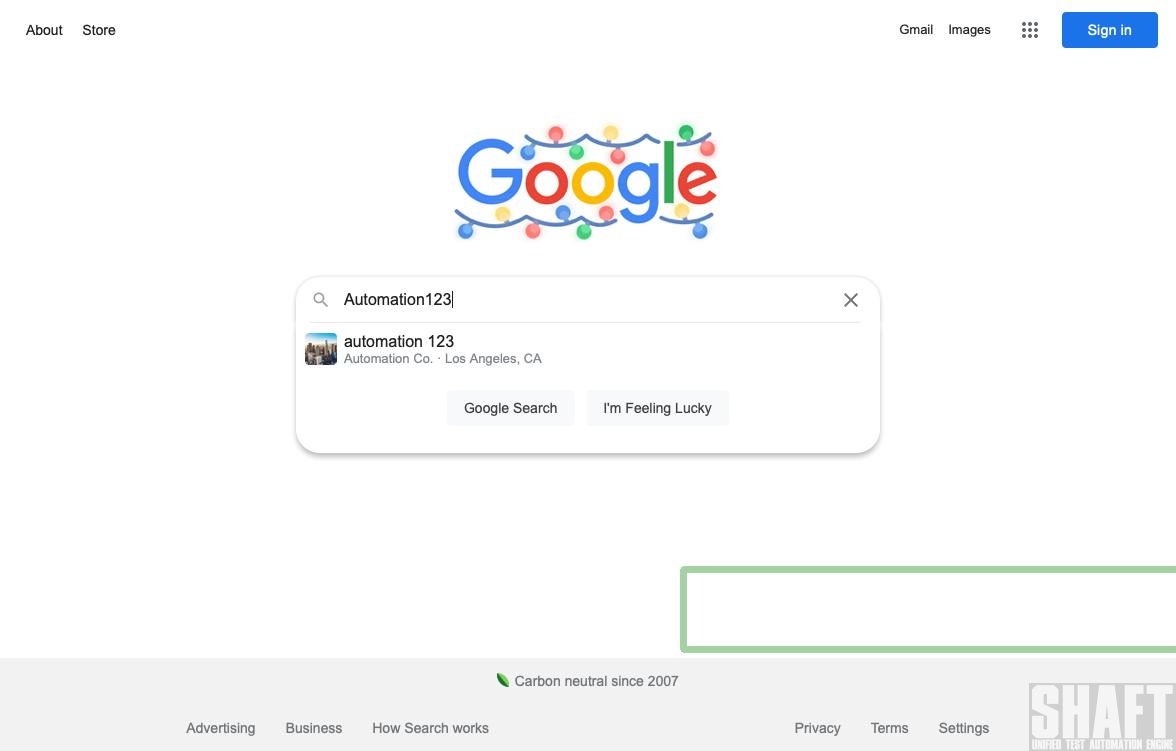 About Store
Gmail Images
Sign in
Google
Automation123
automation 123
Automation Co. · Los Angeles, CA
Google Search
I'm Feeling Lucky
Carbon neutral since 2007
Advertising Business How Search works
Privacy Terms Settings
SHAFT
UNIFIED TEST AUTOMATION ENGINE